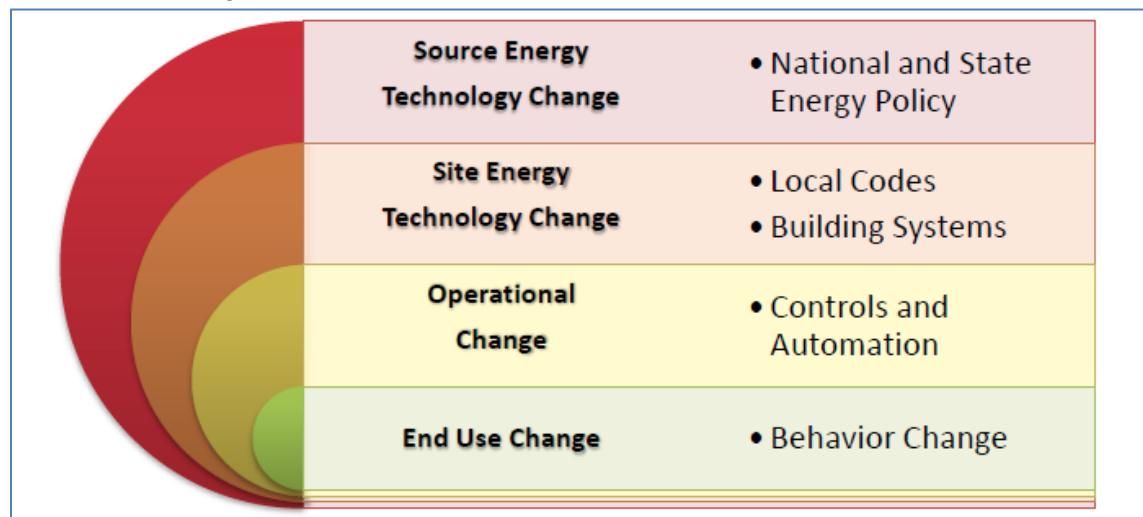 Source Energy
Technology Change
• National and State
Energy Policy
Site Energy
Technology Change
• Local Codes
• Building Systems
Operational
Change
• Controls and
Automation
End Use Change
• Behavior Change